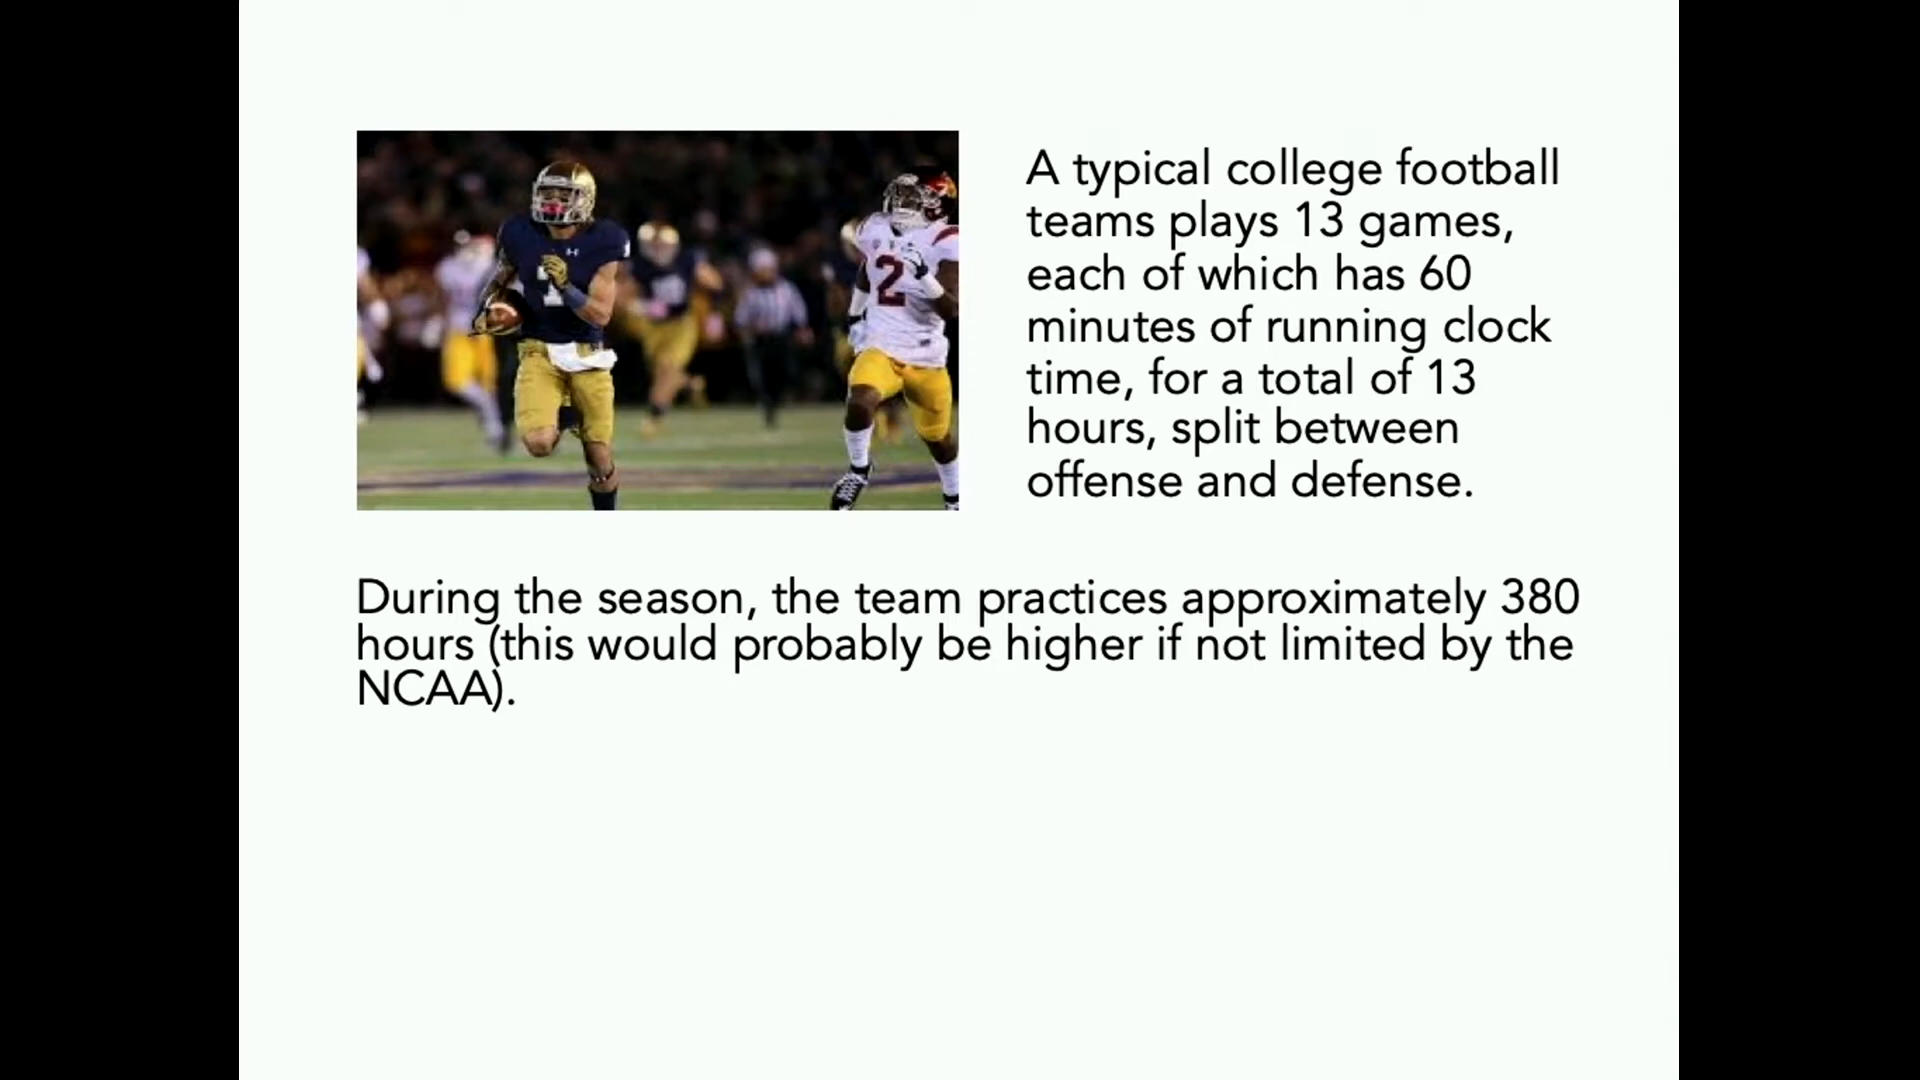 A typical college football
teams plays 13 games,
each of which has 60
minutes of running clock
time, for a total of 13
hours, split between
offense and defense.
2
During the season, the team practices approximately 380
hours (this would probably be higher if not limited by the
NCAA).